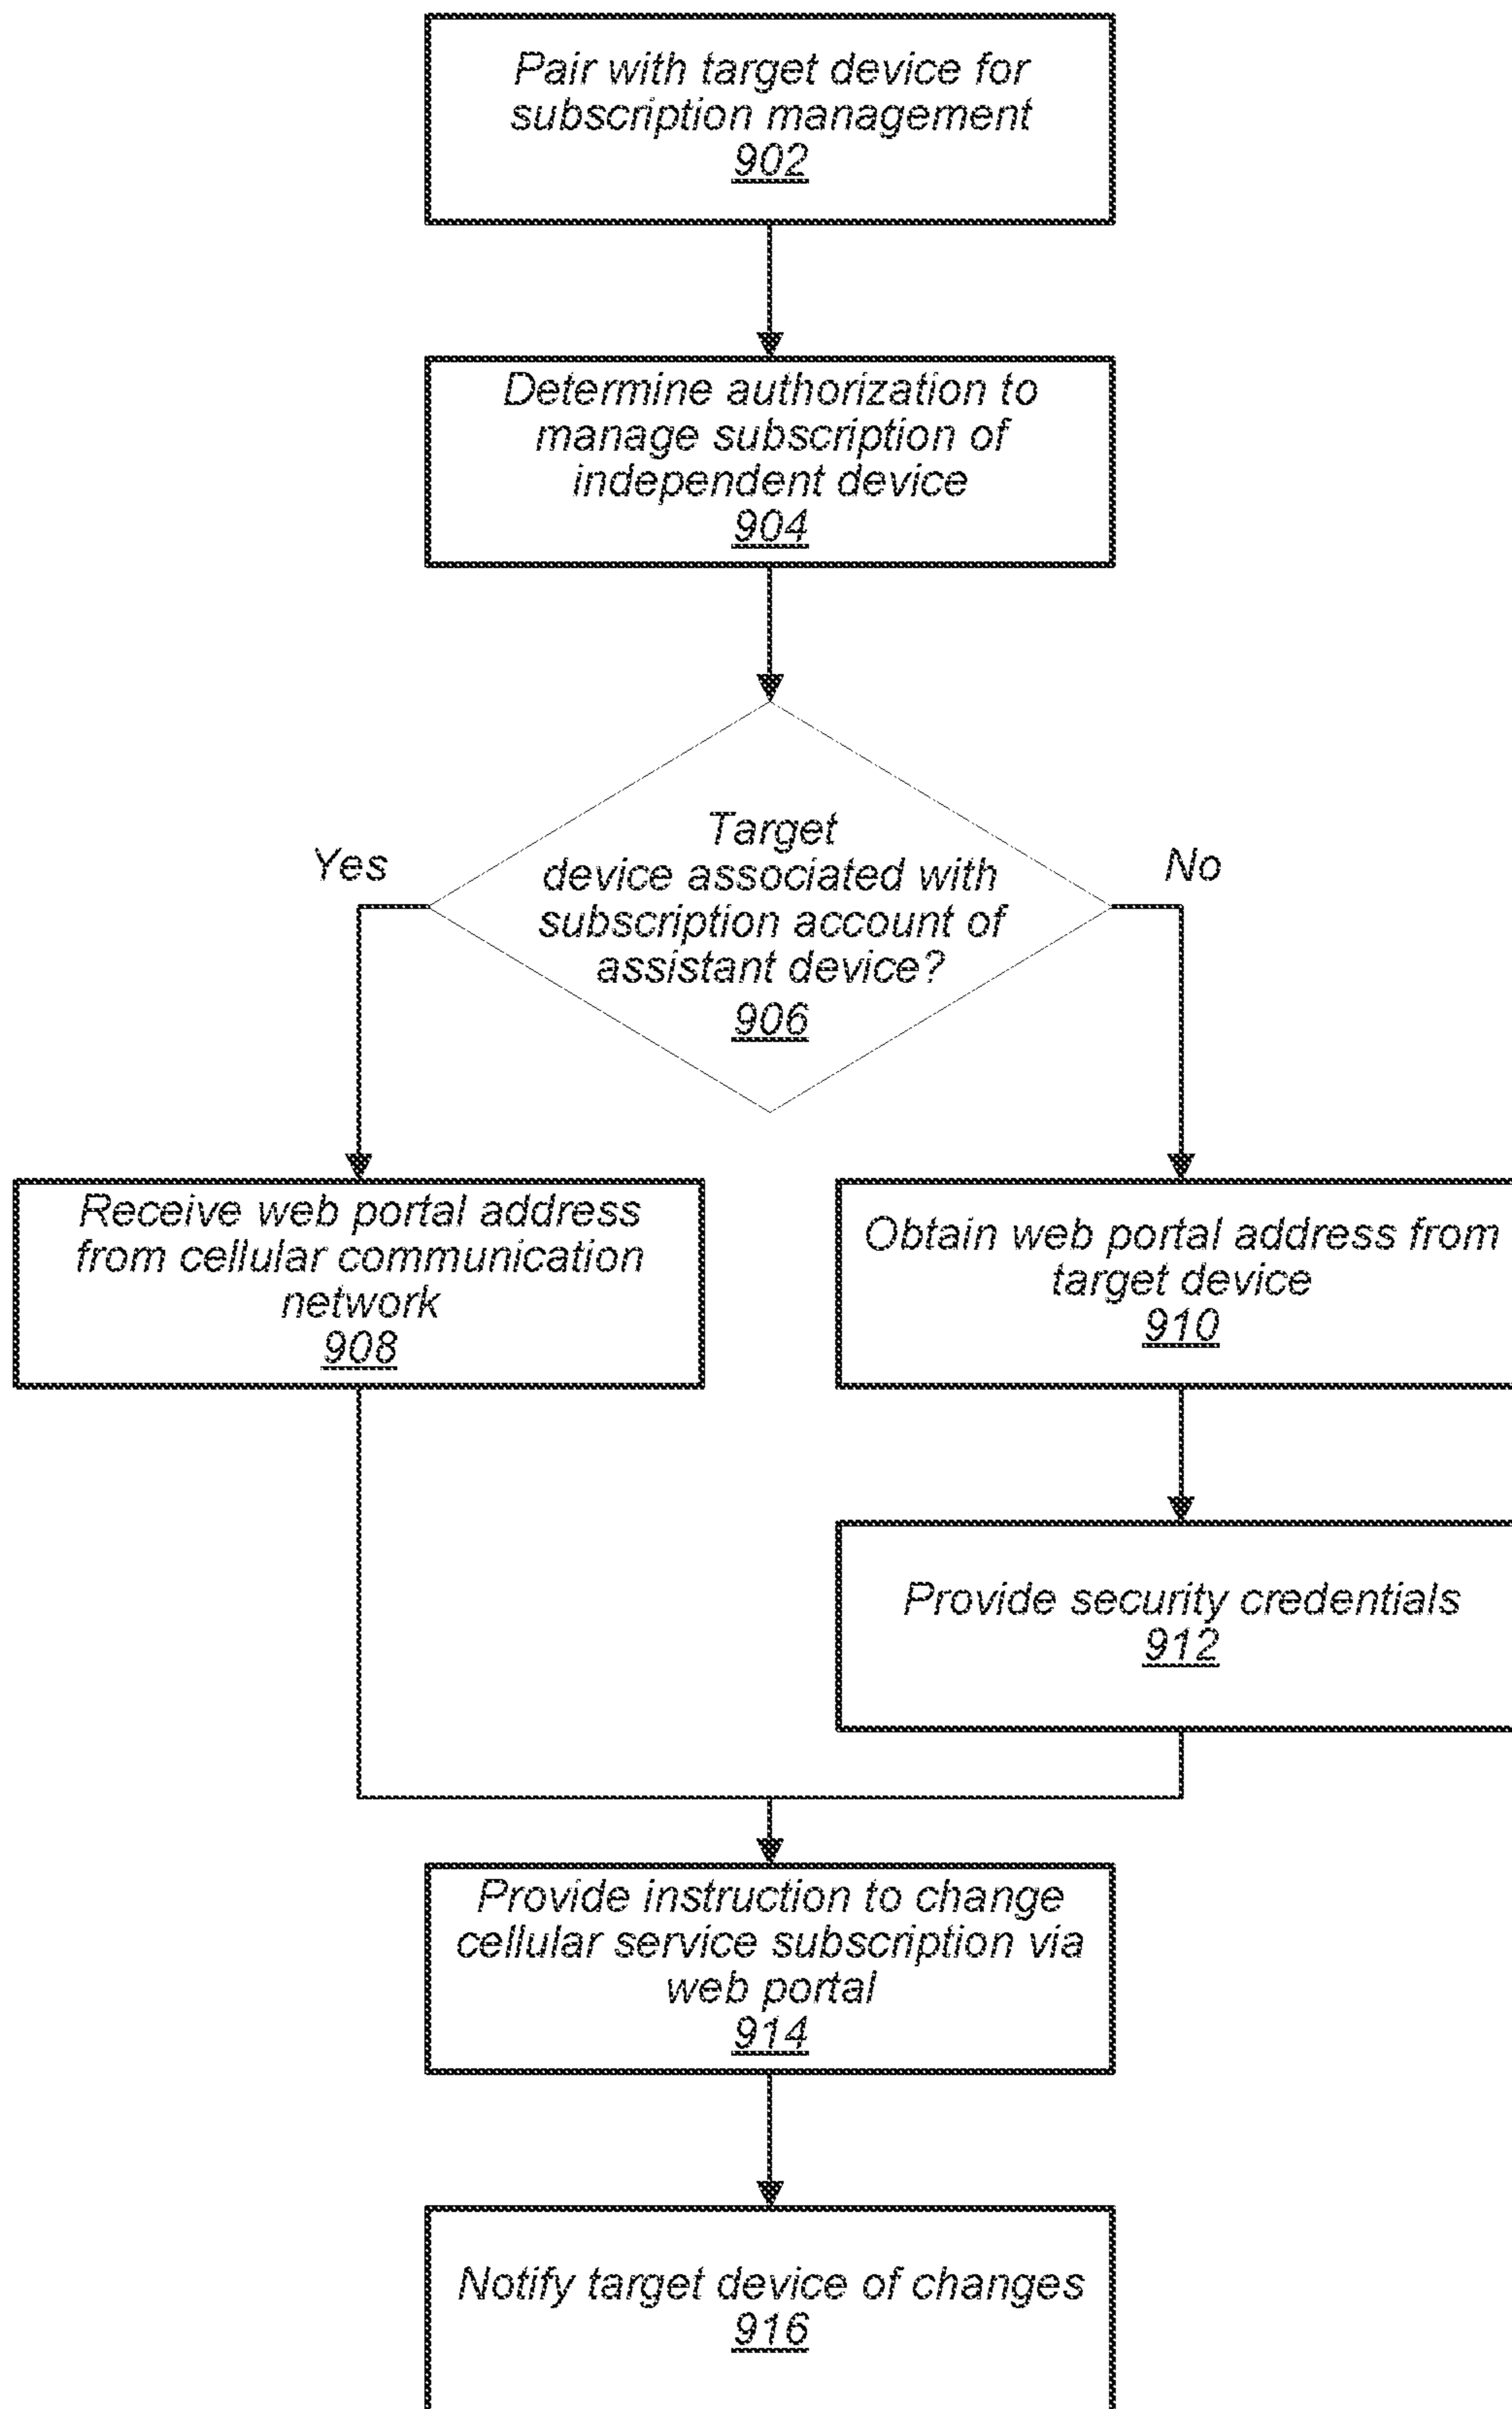 Pair with target device for
subscription management
902
Determine authorization to
manage subscription of
independent device
904
Target
device associated with
subscription account of
assistant device?
906
Yes
No
Receive web portal address
from cellular communication
network
908
Obtain web portal address from
target device
910
Provide security credentials
912
Provide instruction to change
cellular service subscription via
web portal
914
Notify target device of changes
916